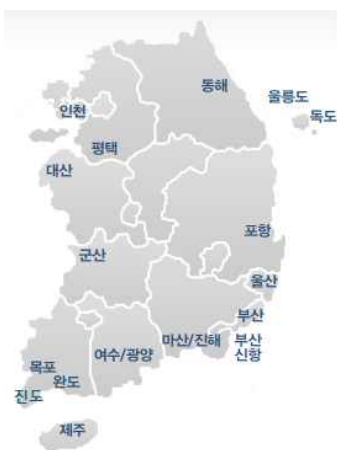 동해
울릉도
독도
인천
평택
대산
포항
군산
울산
부산
마산/진해
부산
신항
여수/광양
목포
완도
진도
제주